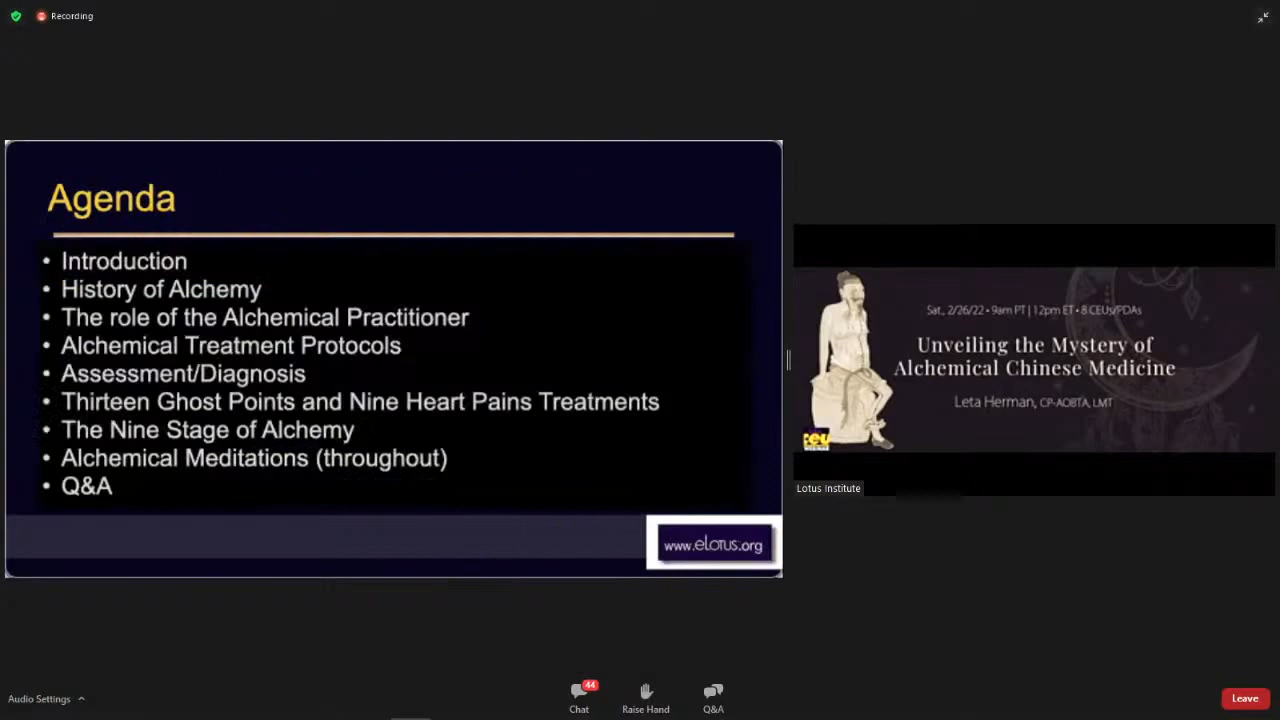 Recording
Agenda
• Introduction
• History of Alchemy
• The role of the Alchemical Practitioner
• Alchemical Treatment Protocols
• Assessment/Diagnosis
• Thirteen Ghost Points and Nine Heart Pains Treatments
• The Nine Stage of Alchemy
• Alchemical Meditations (throughout)
• Q&A
www.eLotus.org
Sat., 2/26/22 • 9am PT | 12pm ET • 8 CEUs/PDAs
Unveiling the Mystery of
Alchemical Chinese Medicine
Leta Herman, CP-AOBTA, LMT
ceu
Lotus Institute
Audio Settings
44
Chat
Raise Hand
Q&A
Leave